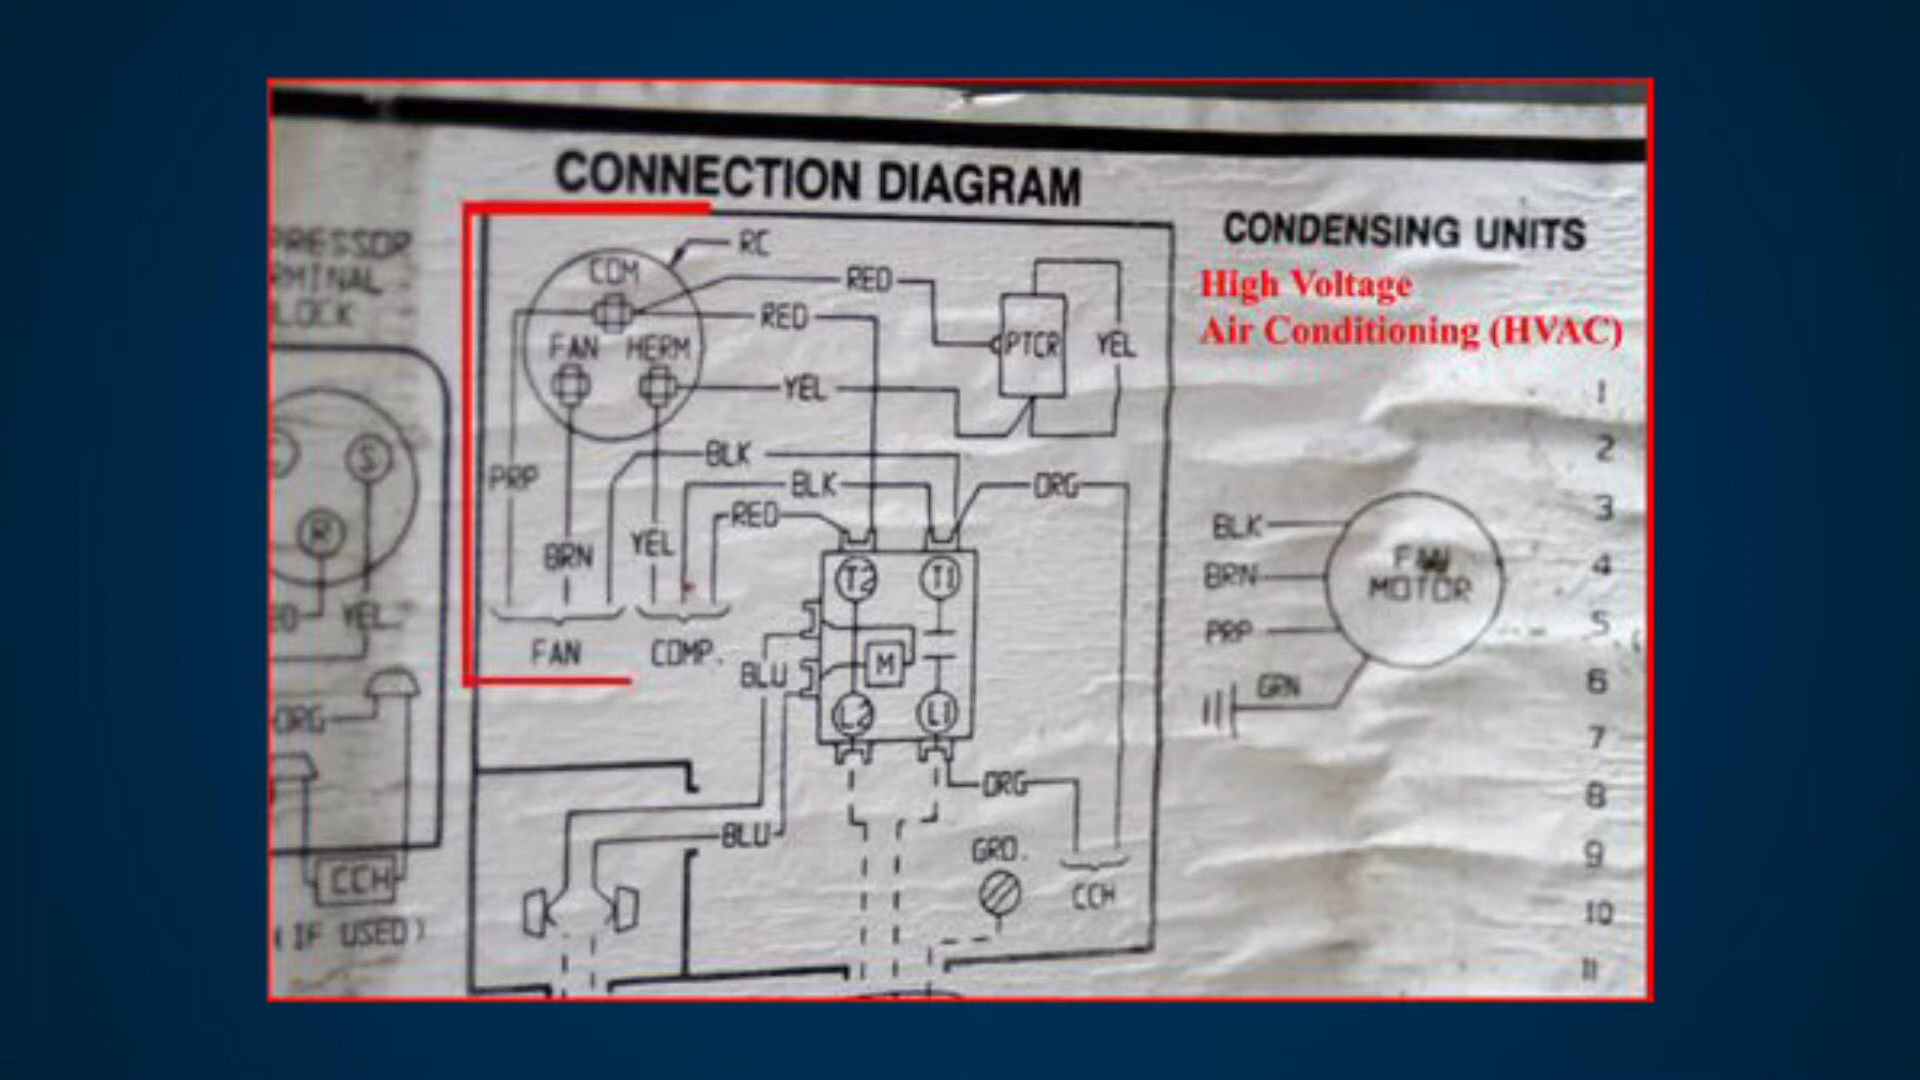 CONNECTION DIAGRAM
CONDENSING UNITS
High Voltage
Air Conditioning (HVAC)
RC
COM
RED
RED
FAN HERM
PTCR
YEL
YEL
BLK
BLK
ORG
RED
PRP
BRN
YEL
T2
T1
FAN
COMP.
BLU
M
L2
L1
ORG
BLU
GRD.
CCH
S
R
YEL
ORG
CCH
(IF USED)
BLK
BRN
PRP
GRN
FAN
MOTOR
1
2
3
4
5
6
7
8
9
10
11